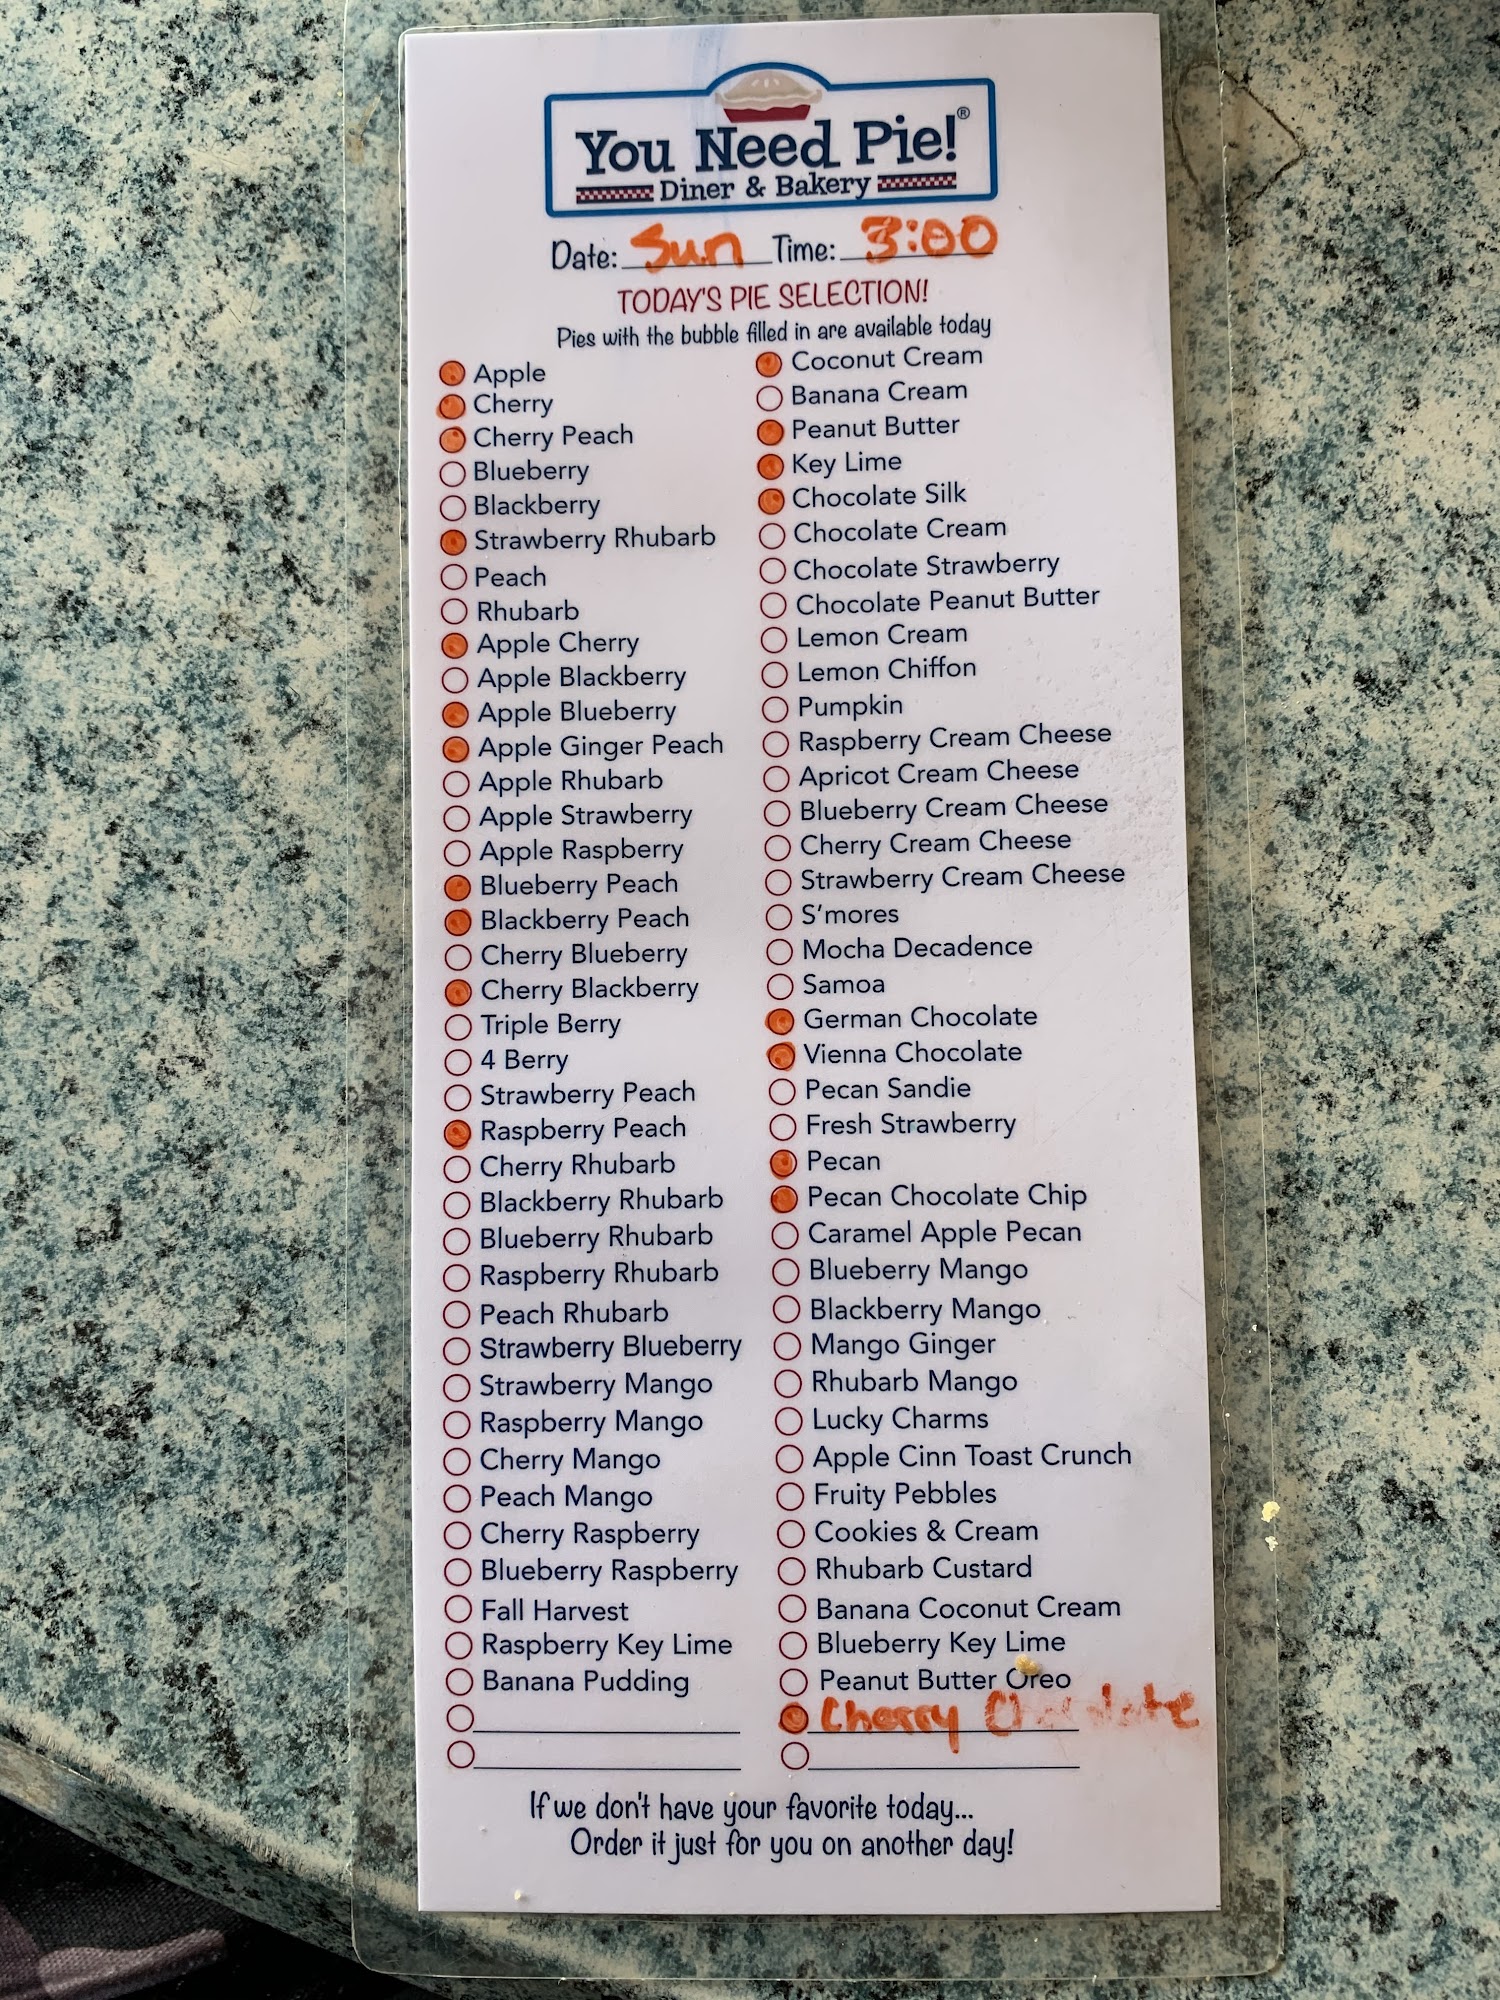 You Need Pie!®
Diner & Bakery
Date: Sun Time: 3:00
TODAY'S PIE SELECTION!
Pies with the bubble filled in are available today
Apple
Cherry
Cherry Peach
Blueberry
Blackberry
Strawberry Rhubarb
Peach
Rhubarb
Apple Cherry
Apple Blackberry
Apple Blueberry
Apple Ginger Peach
Apple Rhubarb
Apple Strawberry
Apple Raspberry
Blueberry Peach
Blackberry Peach
Cherry Blueberry
Cherry Blackberry
Triple Berry
4 Berry
Strawberry Peach
Raspberry Peach
Cherry Rhubarb
Blackberry Rhubarb
Blueberry Rhubarb
Raspberry Rhubarb
Peach Rhubarb
Strawberry Blueberry
Strawberry Mango
Raspberry Mango
Cherry Mango
Peach Mango
Cherry Raspberry
Blueberry Raspberry
Fall Harvest
Raspberry Key Lime
Banana Pudding
Coconut Cream
Banana Cream
Peanut Butter
Key Lime
Chocolate Silk
Chocolate Cream
Chocolate Strawberry
Chocolate Peanut Butter
Lemon Cream
Lemon Chiffon
Pumpkin
Raspberry Cream Cheese
Apricot Cream Cheese
Blueberry Cream Cheese
Cherry Cream Cheese
Strawberry Cream Cheese
S'mores
Mocha Decadence
Samoa
German Chocolate
Vienna Chocolate
Pecan Sandie
Fresh Strawberry
Pecan
Pecan Chocolate Chip
Caramel Apple Pecan
Blueberry Mango
Blackberry Mango
Mango Ginger
Rhubarb Mango
Lucky Charms
Apple Cinn Toast Crunch
Fruity Pebbles
Cookies & Cream
Rhubarb Custard
Banana Coconut Cream
Blueberry Key Lime
Peanut Butter Oreo
Cherry Chocolate
If we don't have your favorite today...
Order it just for you on another day!